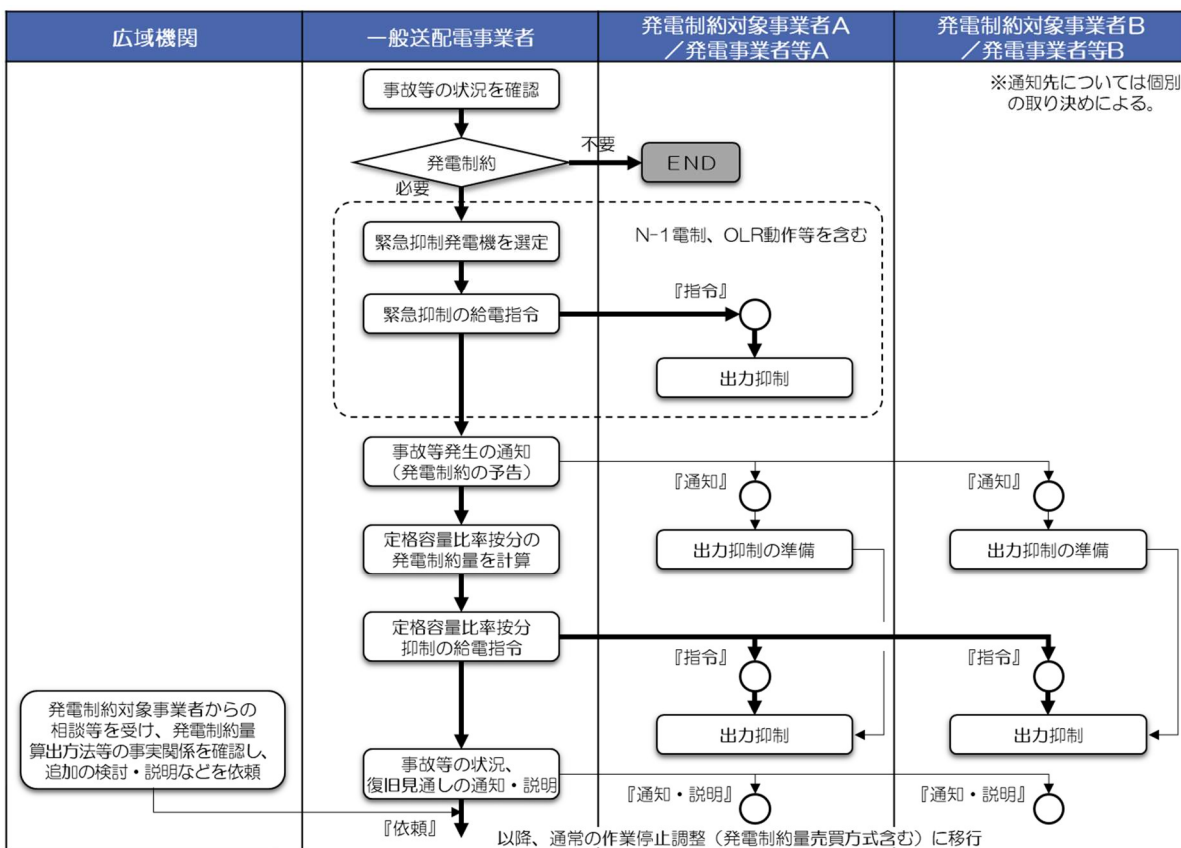 広域機関
一般送配電事業者
発電制約対象事業者A
／発電事業者等A
発電制約対象事業者B
／発電事業者等B
※通知先については個別
の取り決めによる。
事故等の状況を確認
発電制約
不要
END
必要
N-1電制、OLR動作等を含む
緊急抑制発電機を選定
緊急抑制の給電指令
『指令』
出力抑制
事故等発生の通知
（発電制約の予告）
『通知』
『通知』
定格容量比率按分の
発電制約量を計算
出力抑制の準備
出力抑制の準備
定格容量比率按分
抑制の給電指令
『指令』
『指令』
出力抑制
出力抑制
発電制約対象事業者からの
相談等を受け、発電制約量
算出方法等の事実関係を確認し、
追加の検討・説明などを依頼
事故等の状況、
復旧見通しの通知・説明
『通知・説明』
『通知・説明』
『依頼』
以降、通常の作業停止調整（発電制約量売買方式含む）に移行